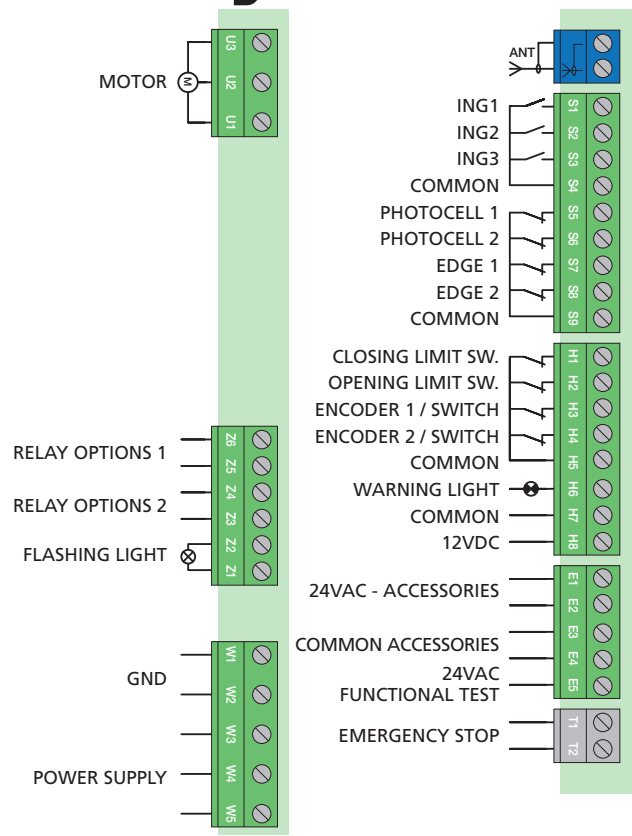 MOTOR
M
U3
U2
U1
RELAY OPTIONS 1
RELAY OPTIONS 2
FLASHING LIGHT
Z6
Z5
Z4
Z3
Z2
Z1
GND
POWER SUPPLY
W1
W2
W3
W4
W5
ANT
ING1
S1
ING2
S2
ING3
S3
COMMON
S4
PHOTOCELL 1
S5
PHOTOCELL 2
S6
EDGE 1
S7
EDGE 2
S8
COMMON
S9
CLOSING LIMIT SW.
H1
OPENING LIMIT SW.
H2
ENCODER 1 / SWITCH
H3
ENCODER 2 / SWITCH
H4
COMMON
H5
WARNING LIGHT
H6
COMMON
H7
12VDC
H8
24VAC - ACCESSORIES
E1
E2
COMMON ACCESSORIES
E3
E4
24VAC
FUNCTIONAL TEST
E5
EMERGENCY STOP
T1
T2